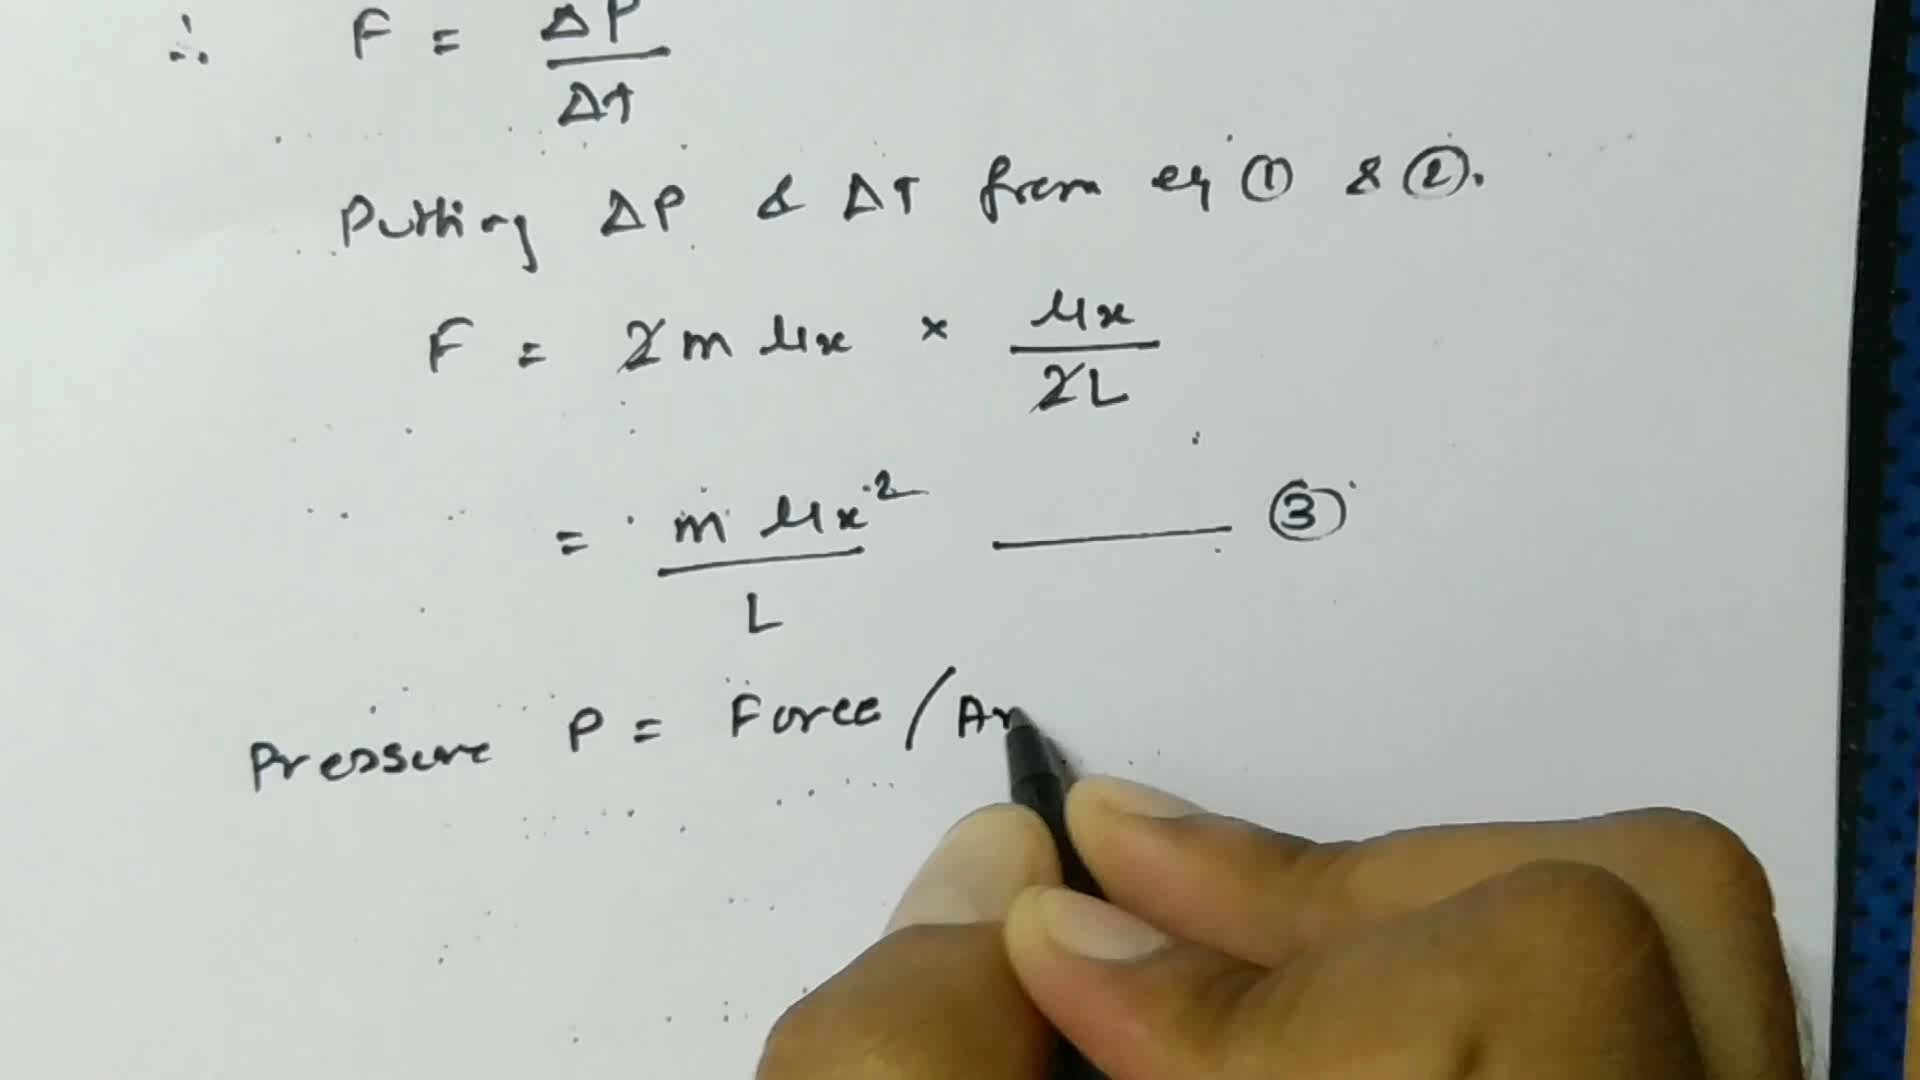 ∴ F = ΔP/ΔT
Putting ΔP & ΔT from eq ① & ②.
F = 2m ux × ux/2L
= m ux²/L ——— ③
Pressure P = Force / Ar